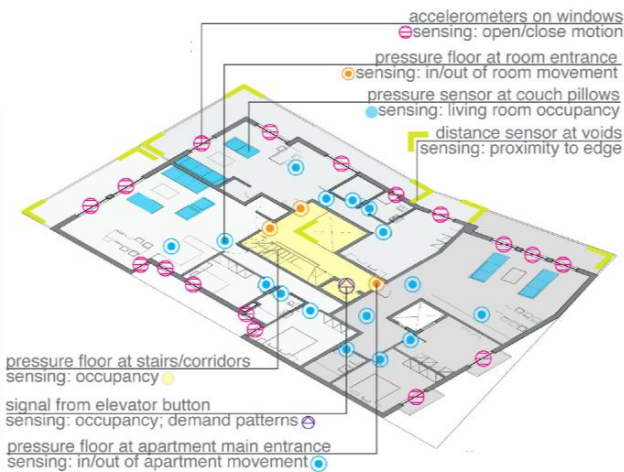 accelerometers on windows
sensing: open/close motion
pressure floor at room entrance
sensing: in/out of room movement
pressure sensor at couch pillows
sensing: living room occupancy
distance sensor at voids
sensing: proximity to edge
pressure floor at stairs/corridors
sensing: occupancy
signal from elevator button
sensing: occupancy; demand patterns
pressure floor at apartment main entrance
sensing: in/out of apartment movement